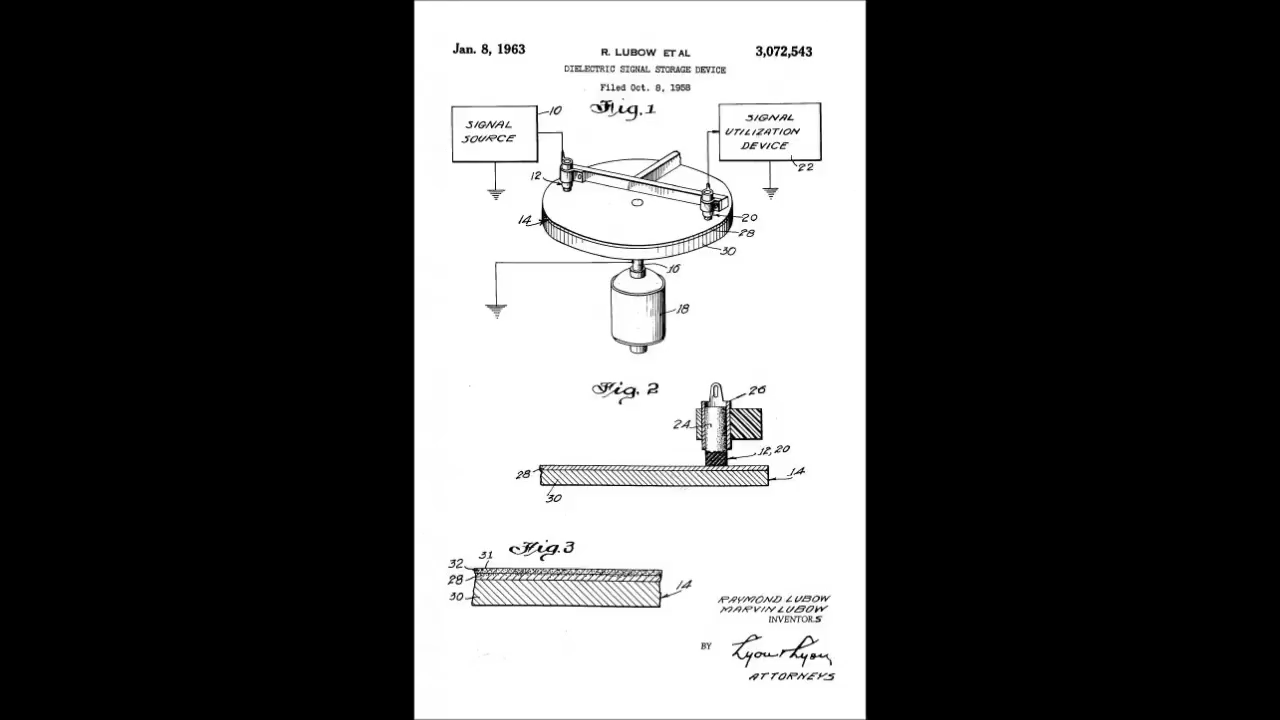 Jan. 8, 1963
R. LUBOW ET AL
3,072,543
DIELECTRIC SIGNAL STORAGE DEVICE
Filed Oct. 8, 1958
Fig. 1
SIGNAL
SOURCE
10
SIGNAL
UTILIZATION
DEVICE
22
12
14
20
28
30
16
18
Fig. 2
26
24
12, 20
28
14
30
Fig. 3
31
32
28
14
30
RAYMOND LUBOW
MARVIN LUBOW
INVENTORS
BY
Lyon & Lyon
ATTORNEYS